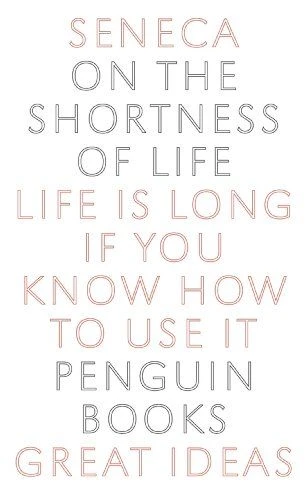 SENECA
ON THE
SHORTNESS
OF LIFE
LIFE IS LONG
IF YOU
KNOW HOW
TO USE IT
PENGUIN
BOOKS
GREAT IDEAS